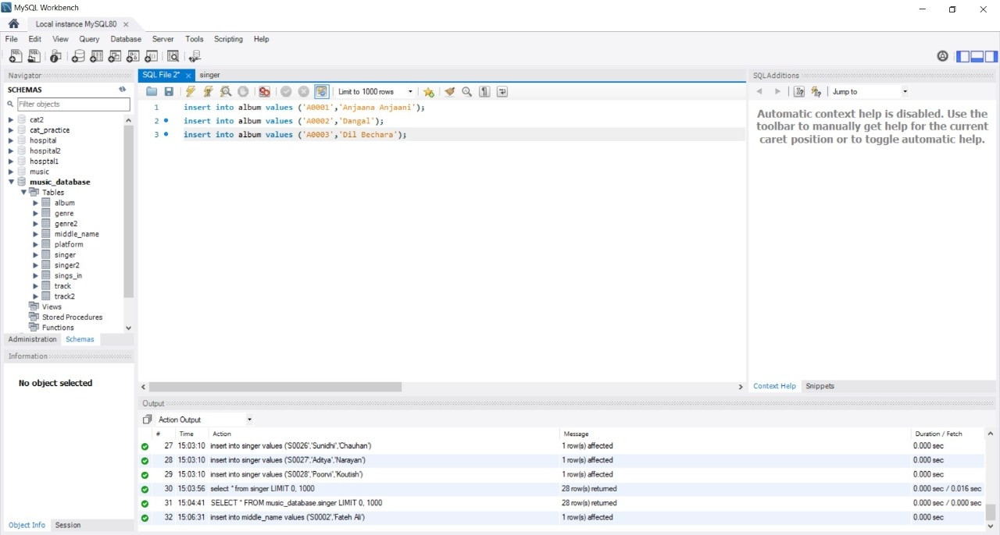 MySQL Workbench
Local instance MySQL80
File Edit View Query Database Server Tools Scripting Help
Navigator
SCHEMAS
Filter objects
cat2
cat_practice
hospital
hospital2
hosptal1
music
music_database
Tables
album
genre
genre2
middle_name
platform
singer
singer2
sings_in
track
track2
Views
Stored Procedures
Functions
Administration Schemas
Information
No object selected
Object Info Session
SQL File 2* singer
Limit to 1000 rows
1 insert into album values ('A0001','Anjaana Anjaani');
2 insert into album values ('A0002','Dangal');
3 insert into album values ('A0003','Dil Bechara');
SQLAdditions
Jump to
Automatic context help is disabled. Use the
toolbar to manually get help for the current
caret position or to toggle automatic help.
Context Help Snippets
Output
Action Output
# Time Action Message Duration / Fetch
27 15:03:10 insert into singer values ('S0026','Sunidhi','Chauhan') 1 row(s) affected 0.000 sec
28 15:03:10 insert into singer values ('S0027','Aditya','Narayan') 1 row(s) affected 0.000 sec
29 15:03:10 insert into singer values ('S0028','Poorvi','Koutish') 1 row(s) affected 0.000 sec
30 15:03:56 select * from singer LIMIT 0, 1000 28 row(s) returned 0.000 sec / 0.016 sec
31 15:04:41 SELECT * FROM music_database.singer LIMIT 0, 1000 28 row(s) returned 0.000 sec / 0.000 sec
32 15:06:31 insert into middle_name values ('S0002','Fateh Ali') 1 row(s) affected 0.000 sec